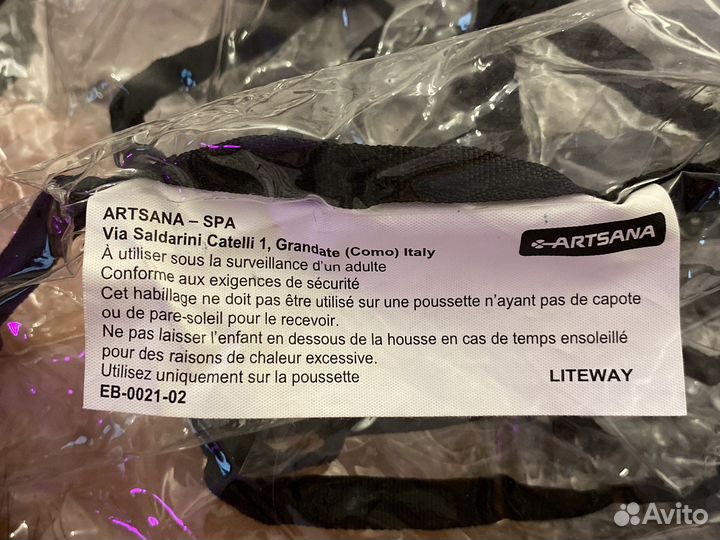 ARTSANA – SPA
Via Saldarini Catelli 1, Grandate (Como) Italy
ARTSANA
À utiliser sous la surveillance d'un adulte
Conforme aux exigences de sécurité
Cet habillage ne doit pas être utilisé sur une poussette n'ayant pas de capote
ou de pare-soleil pour le recevoir.
Ne pas laisser l'enfant en dessous de la housse en cas de temps ensoleillé
pour des raisons de chaleur excessive.
Utilisez uniquement sur la poussette LITEWAY
EB-0021-02
Avito